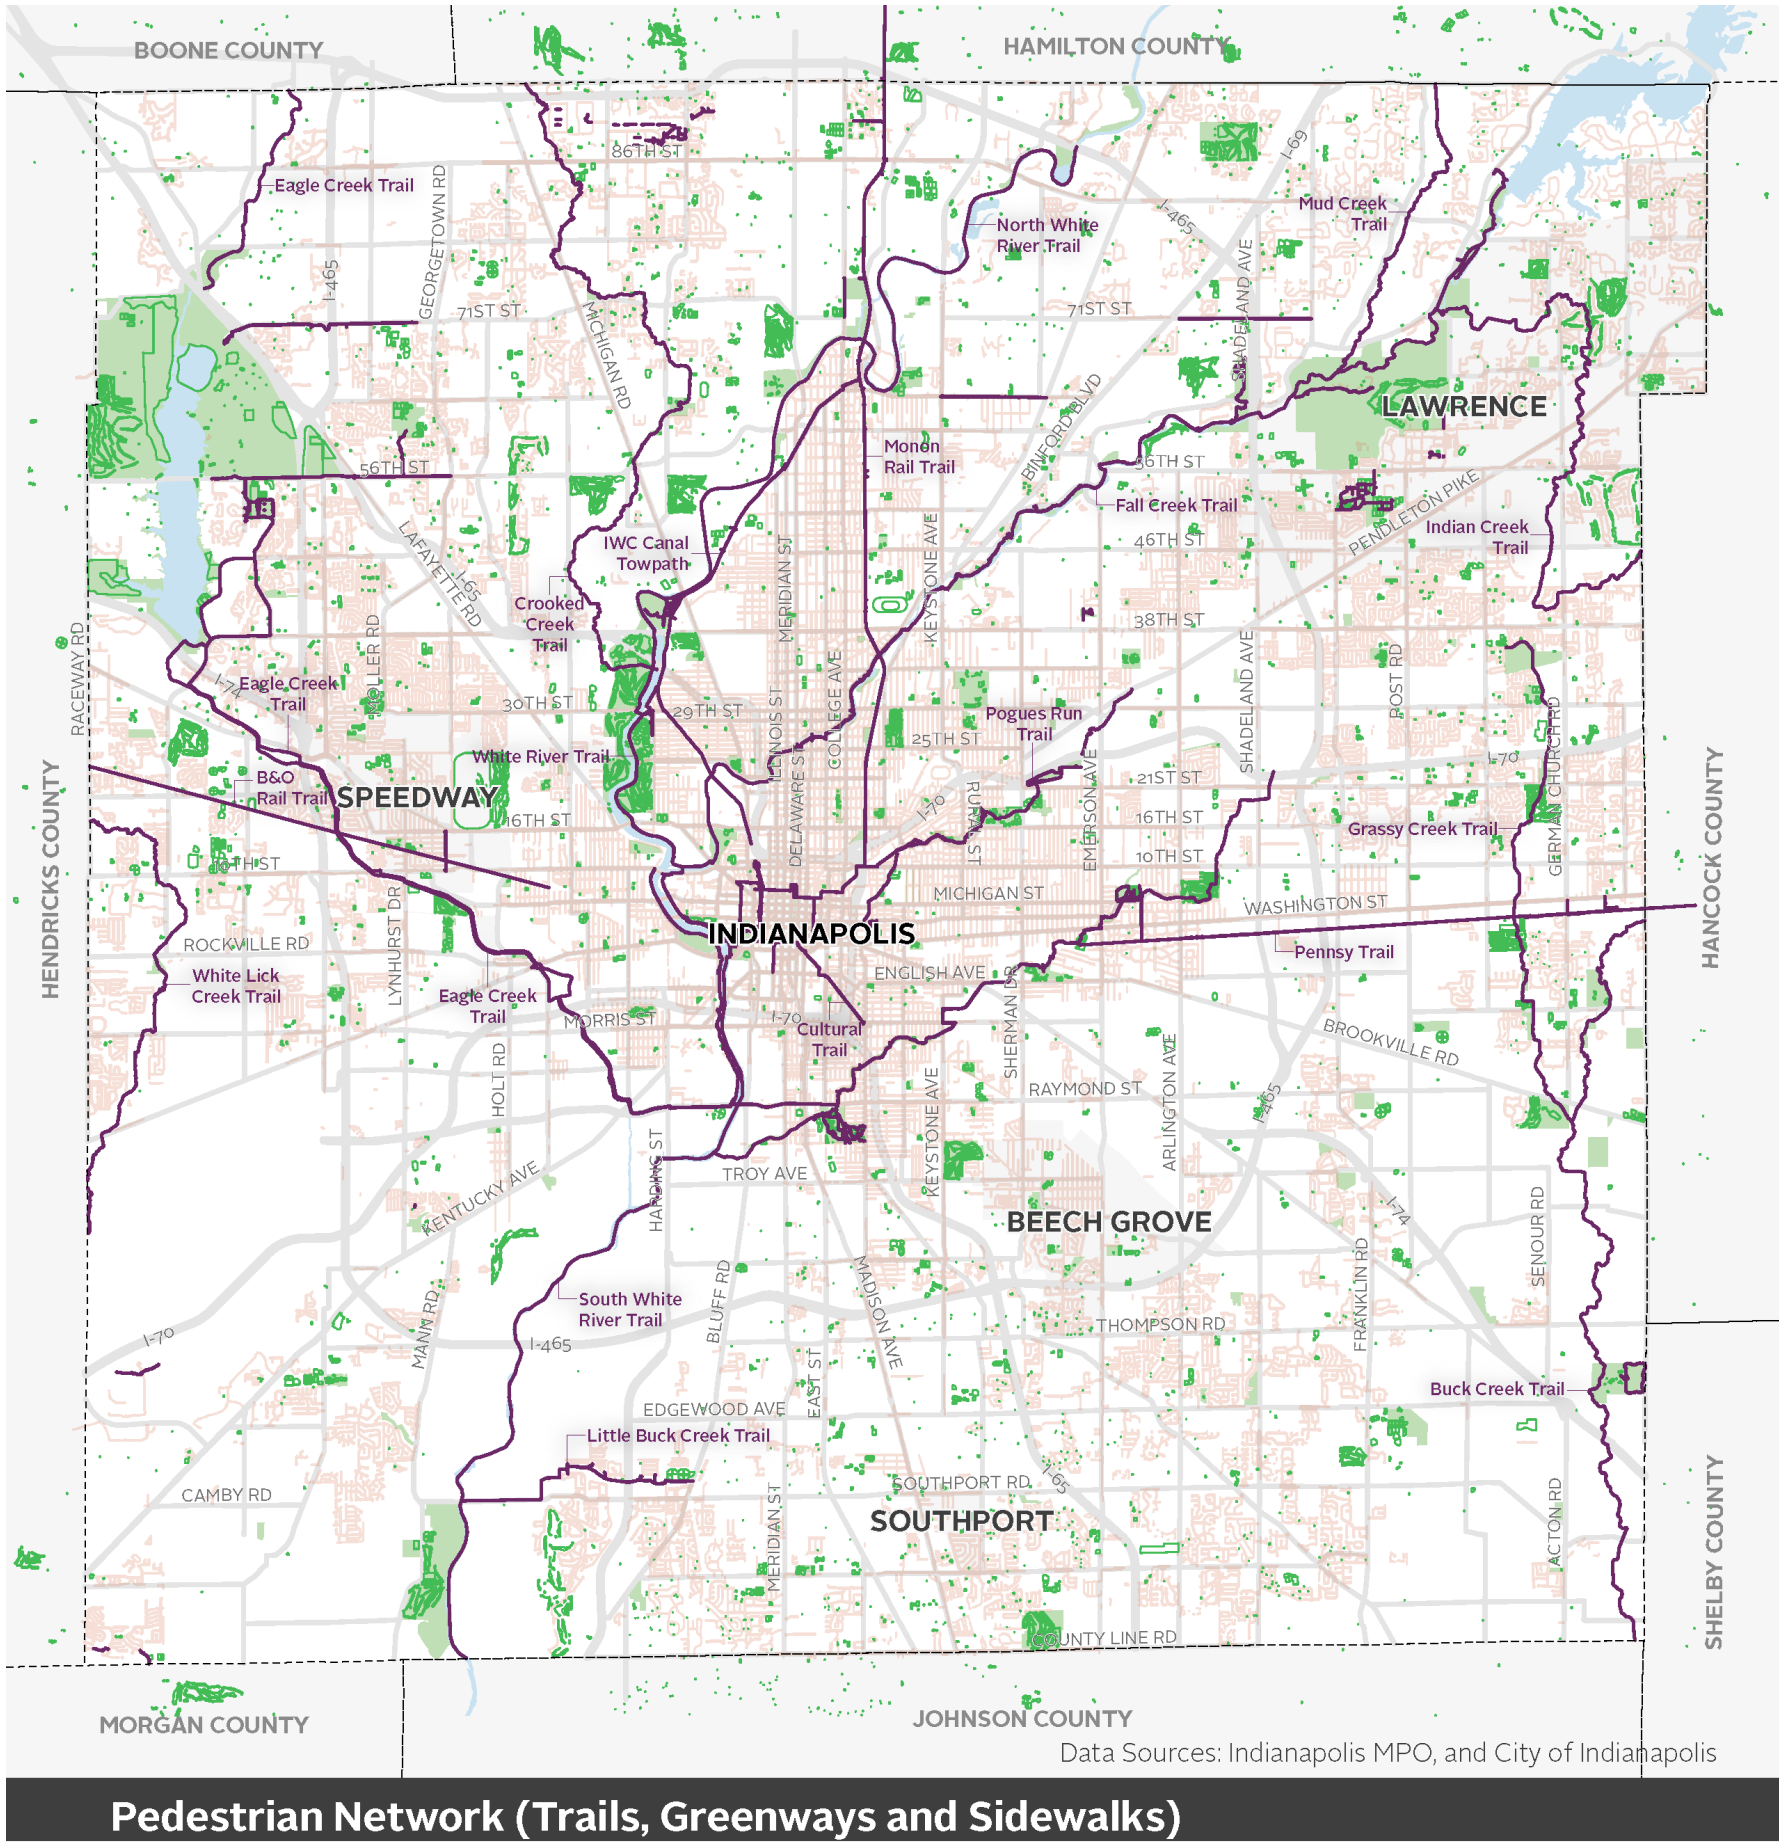 BOONE COUNTY
HAMILTON COUNTY
86TH ST
I-69
Eagle Creek Trail
GEORGETOWN RD
Mud Creek
Trail
I-465
North White
River Trail
I-465
SHADELAND AVE
71ST ST
71ST ST
MICHIGAN RD
BINFORD BLVD
LAWRENCE
Monon
Rail Trail
56TH ST
56TH ST
Fall Creek Trail
PENDLETON PIKE
Indian Creek
Trail
LAFAYETTE RD
I-65
IWC Canal
Towpath
MERIDIAN ST
KEYSTONE AVE
46TH ST
Crooked
Creek
Trail
38TH ST
RACEWAY RD
MOLLER RD
I-74
Eagle Creek
Trail
30TH ST
29TH ST
ILLINOIS ST
COLLEGE AVE
Pogues Run
Trail
SHADELAND AVE
POST RD
GERMAN CHURCH RD
25TH ST
I-70
White River Trail
B&O
Rail Trail
SPEEDWAY
DELAWARE ST
I-70
RURAL ST
EMERSON AVE
21ST ST
16TH ST
16TH ST
Grassy Creek Trail
HENDRICKS COUNTY
HANCOCK COUNTY
10TH ST
10TH ST
LYNHURST DR
MICHIGAN ST
WASHINGTON ST
INDIANAPOLIS
ROCKVILLE RD
Pennsy Trail
White Lick
Creek Trail
ENGLISH AVE
Eagle Creek
Trail
SHERMAN DR
MORRIS ST
I-70
Cultural
Trail
BROOKVILLE RD
HOLT RD
KEYSTONE AVE
RAYMOND ST
ARLINGTON AVE
I-465
HARDING ST
TROY AVE
KENTUCKY AVE
BEECH GROVE
I-74
SENOUR RD
MANN RD
South White
River Trail
BLUFF RD
MADISON AVE
FRANKLIN RD
I-70
I-465
THOMPSON RD
EAST ST
Buck Creek Trail
EDGEWOOD AVE
Little Buck Creek Trail
SOUTHPORT RD
I-65
CAMBY RD
MERIDIAN ST
SOUTHPORT
ACTON RD
SHELBY COUNTY
COUNTY LINE RD
MORGAN COUNTY
JOHNSON COUNTY
Data Sources: Indianapolis MPO, and City of Indianapolis
Pedestrian Network (Trails, Greenways and Sidewalks)